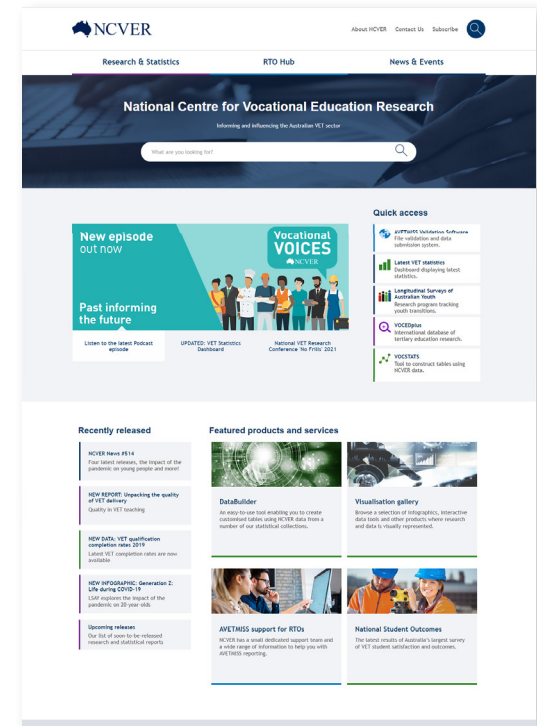 NCVER
About NCVER Contact Us Subscribe
Research & Statistics
RTO Hub
News & Events
National Centre for Vocational Education Research
Informing and influencing the Australian VET sector
What are you looking for?
New episode
out now
Past informing
the future
Vocational
VOICES
NCVER
Listen to the latest Podcast
episode
UPDATED: VET Statistics
Dashboard
National VET Research
Conference 'No Frills' 2021
Quick access
AVETMISS Validation Software
File validation and data
submission system.
Latest VET statistics
Dashboard displaying latest
statistics.
Longitudinal Surveys of
Australian Youth
Research program tracking
youth transitions.
VOCEDplus
International database of
tertiary education research.
VOCSTATS
Tool to construct tables using
NCVER data.
Recently released
NCVER News #514
Four latest releases, the impact of the
pandemic on young people and more!
NEW REPORT: Unpacking the quality
of VET delivery
Quality in VET teaching
NEW DATA: VET qualification
completion rates 2019
Latest VET completion rates are now
available
NEW INFOGRAPHIC: Generation Z:
Life during COVID-19
LSAY explores the impact of the
pandemic on 20-year-olds
Upcoming releases
Our list of soon-to-be-released
research and statistical reports
Featured products and services
DataBuilder
An easy-to-use tool enabling you to create
customised tables using NCVER data from a
number of our statistical collections.
Visualisation gallery
Browse a selection of infographics, interactive
data tools and other products where research
and data is visually represented.
AVETMISS support for RTOs
NCVER has a small dedicated support team and
a wide range of information to help you with
AVETMISS reporting.
National Student Outcomes
The latest results of Australia's largest survey
of VET student satisfaction and outcomes.